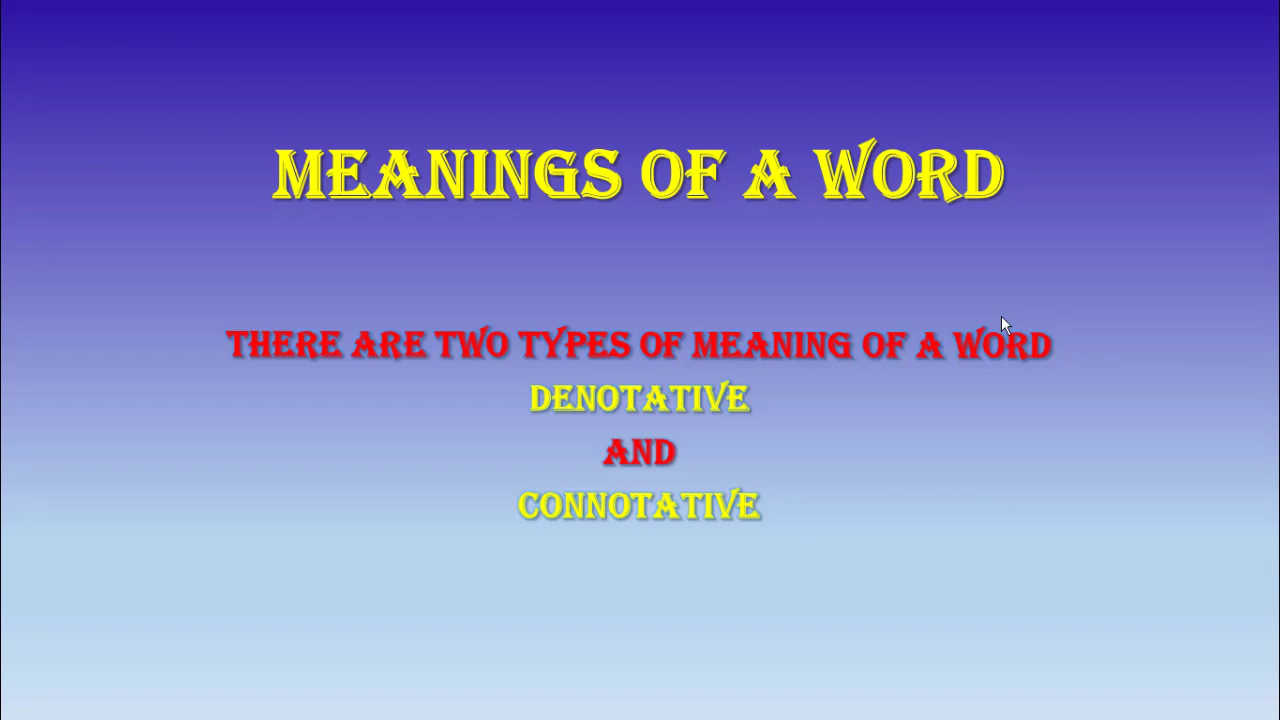 MEANINGS OF A WORD
THERE ARE TWO TYPES OF MEANING OF A WORD
DENOTATIVE
AND
CONNOTATIVE